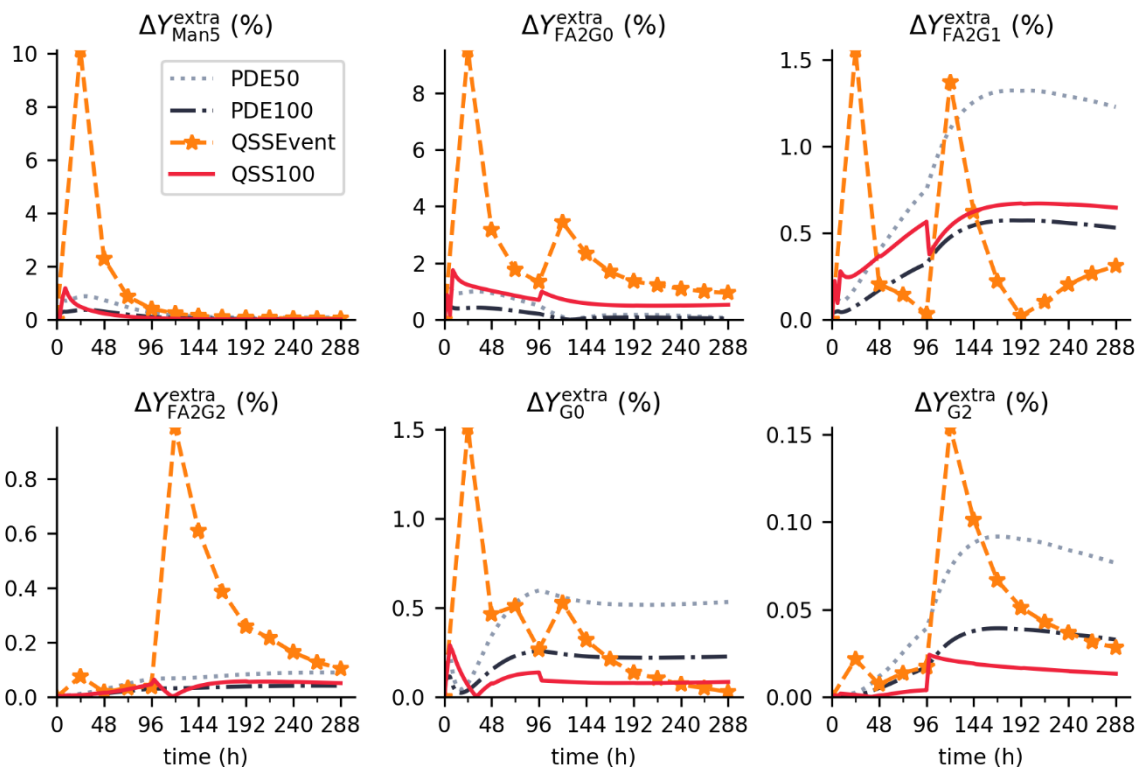 ΔY^extra_Man5 (%)
10
8
6
4
2
0
0 48 96 144 192 240 288
PDE50
PDE100
QSSEvent
QSS100
ΔY^extra_FA2G0 (%)
8
6
4
2
0
0 48 96 144 192 240 288
ΔY^extra_FA2G1 (%)
1.5
1.0
0.5
0.0
0 48 96 144 192 240 288
ΔY^extra_FA2G2 (%)
0.8
0.6
0.4
0.2
0.0
0 48 96 144 192 240 288
time (h)
ΔY^extra_G0 (%)
1.5
1.0
0.5
0.0
0 48 96 144 192 240 288
time (h)
ΔY^extra_G2 (%)
0.15
0.10
0.05
0.00
0 48 96 144 192 240 288
time (h)